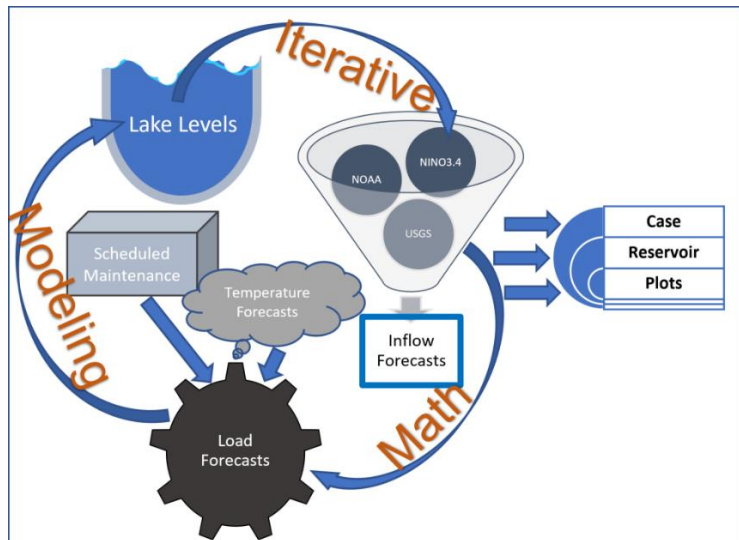 Iterative
Lake Levels
NINO3.4
NOAA
USGS
Case
Reservoir
Plots
Modeling
Scheduled
Maintenance
Temperature
Forecasts
Inflow
Forecasts
Math
Load
Forecasts